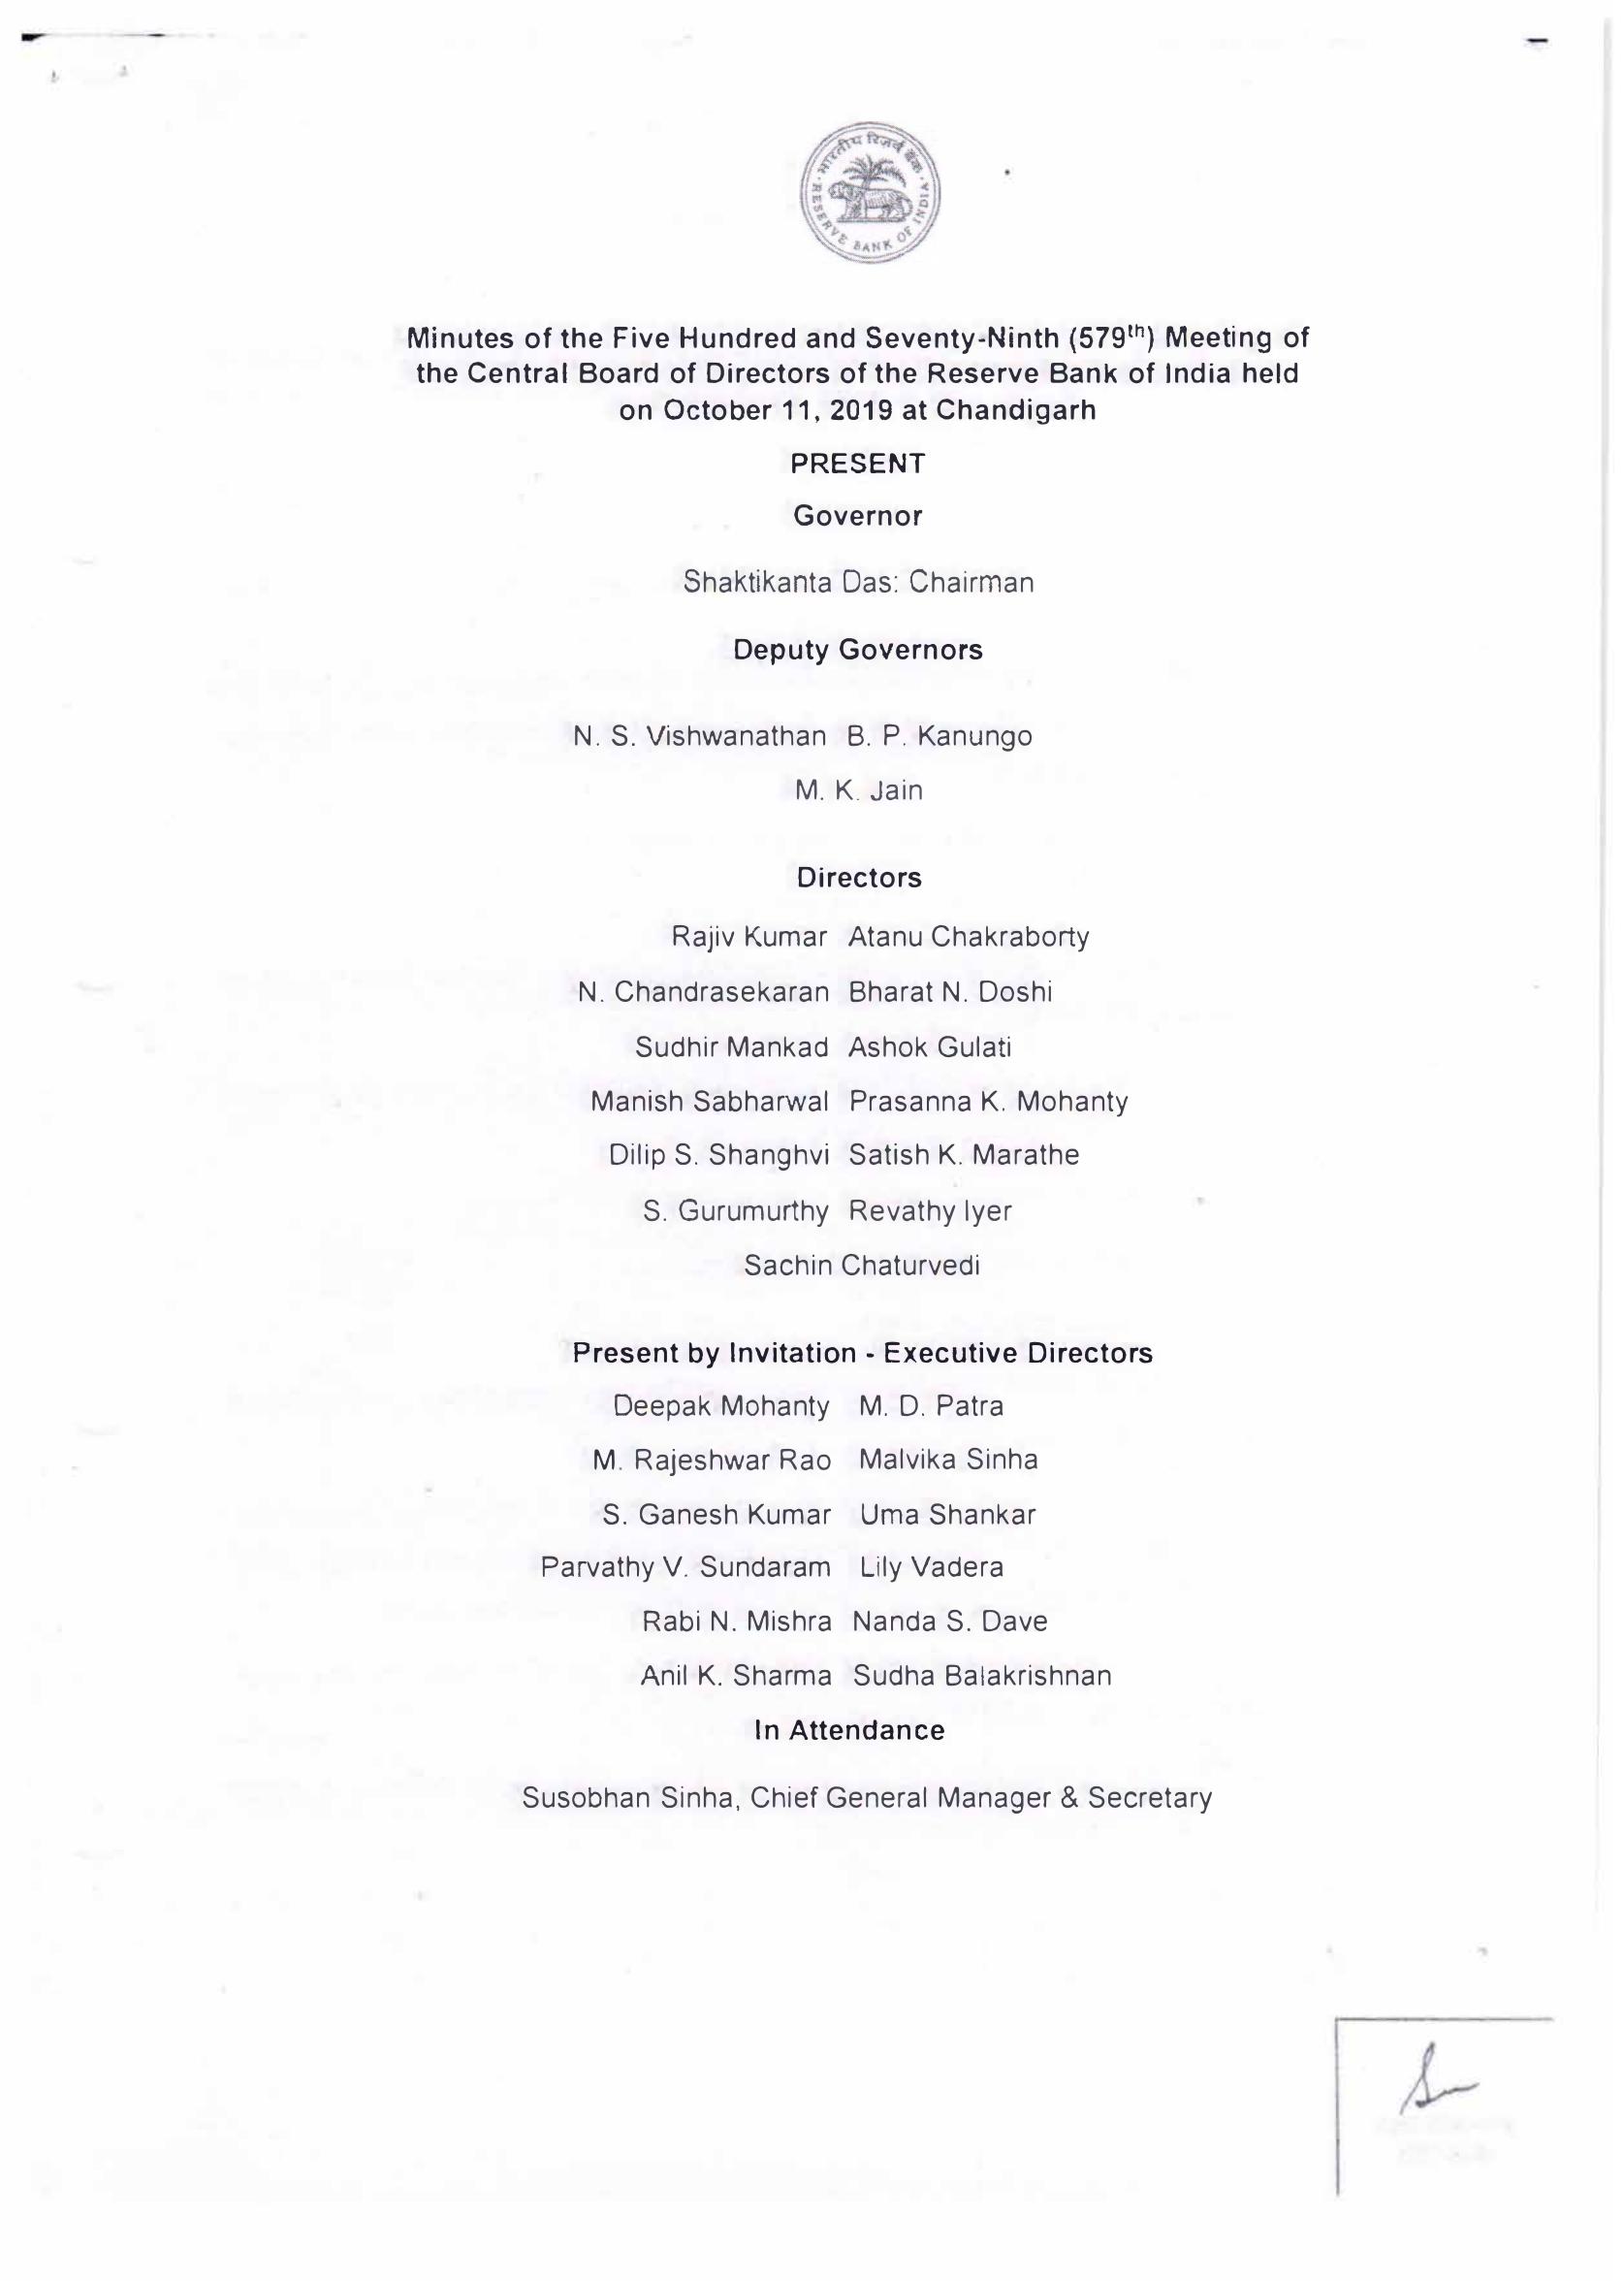 भारतीय रिज़र्व बैंक
RESERVE BANK OF INDIA
Minutes of the Five Hundred and Seventy-Ninth (579th) Meeting of
the Central Board of Directors of the Reserve Bank of India held
on October 11, 2019 at Chandigarh
PRESENT
Governor
Shaktikanta Das: Chairman
Deputy Governors
N. S. Vishwanathan B. P. Kanungo
M. K. Jain
Directors
Rajiv Kumar Atanu Chakraborty
N. Chandrasekaran Bharat N. Doshi
Sudhir Mankad Ashok Gulati
Manish Sabharwal Prasanna K. Mohanty
Dilip S. Shanghvi Satish K. Marathe
S. Gurumurthy Revathy Iyer
Sachin Chaturvedi
Present by Invitation - Executive Directors
Deepak Mohanty M. D. Patra
M. Rajeshwar Rao Malvika Sinha
S. Ganesh Kumar Uma Shankar
Parvathy V. Sundaram Lily Vadera
Rabi N. Mishra Nanda S. Dave
Anil K. Sharma Sudha Balakrishnan
In Attendance
Susobhan Sinha, Chief General Manager & Secretary